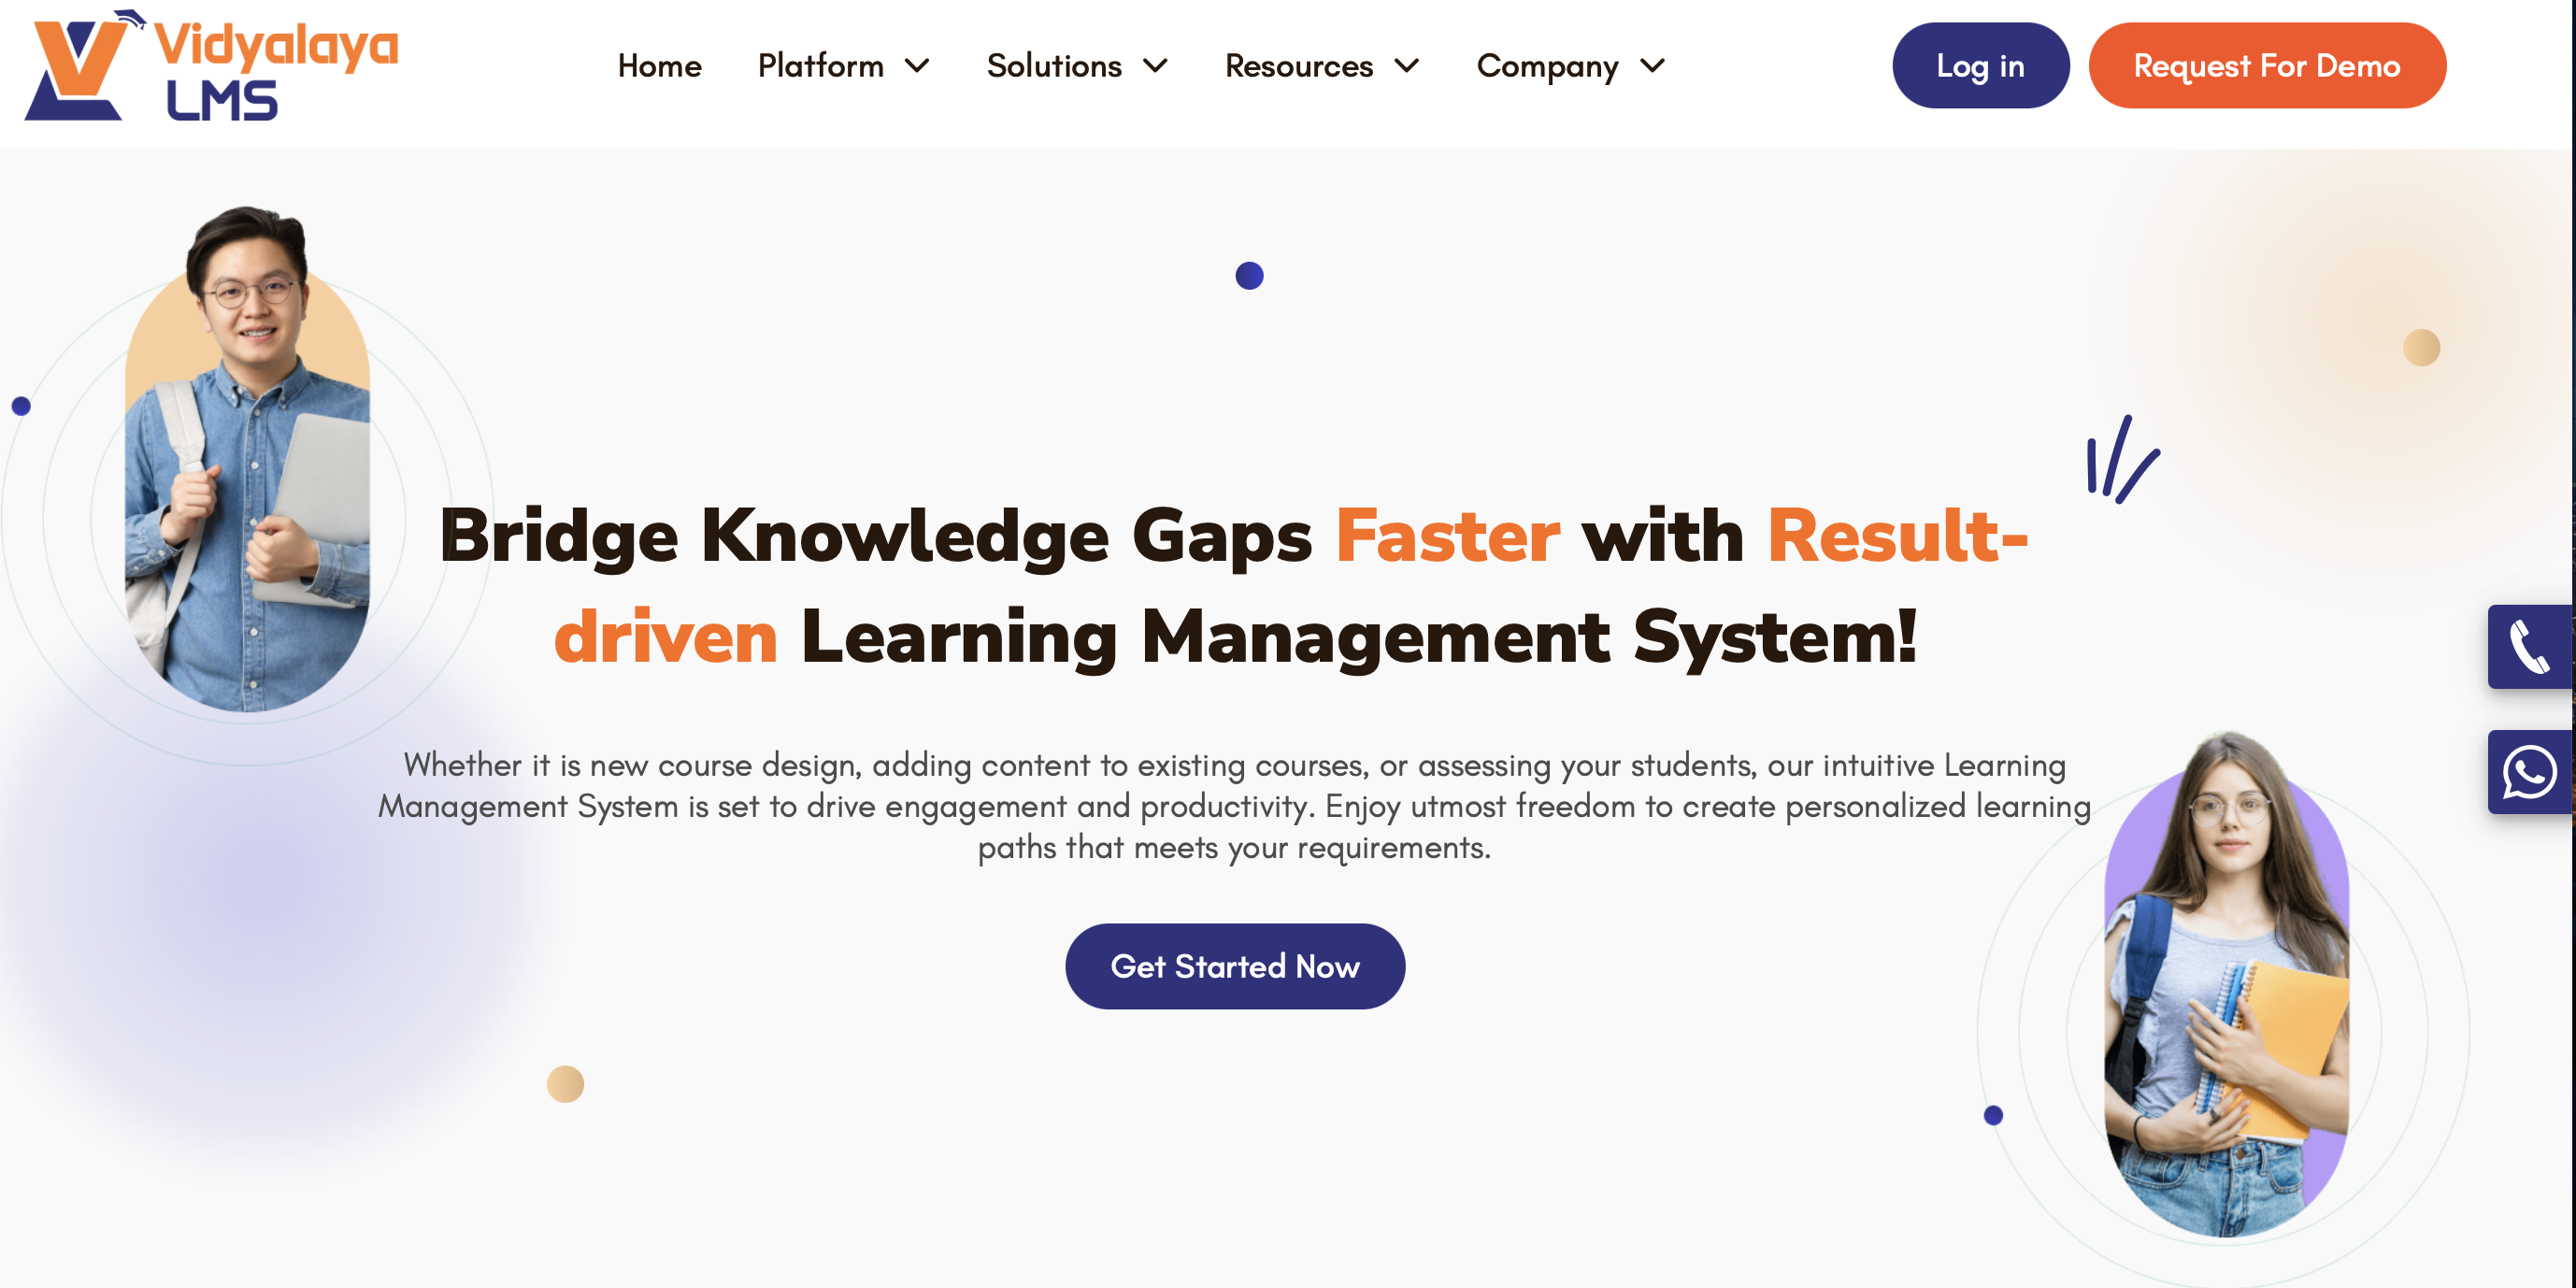 Vidyalaya
LMS
Home
Platform
Solutions
Resources
Company
Log in
Request For Demo
Bridge Knowledge Gaps Faster with Result-
driven Learning Management System!
Whether it is new course design, adding content to existing courses, or assessing your students, our intuitive Learning
Management System is set to drive engagement and productivity. Enjoy utmost freedom to create personalized learning
paths that meets your requirements.
Get Started Now